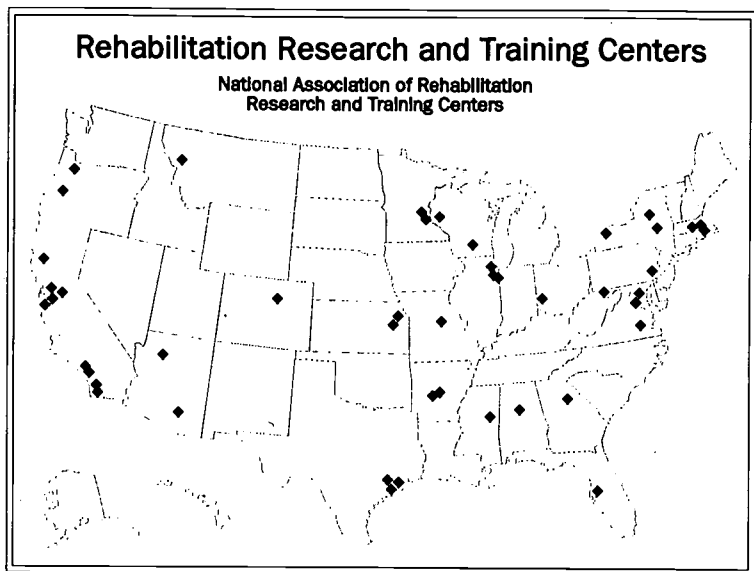 Rehabilitation Research and Training Centers
National Association of Rehabilitation
Research and Training Centers